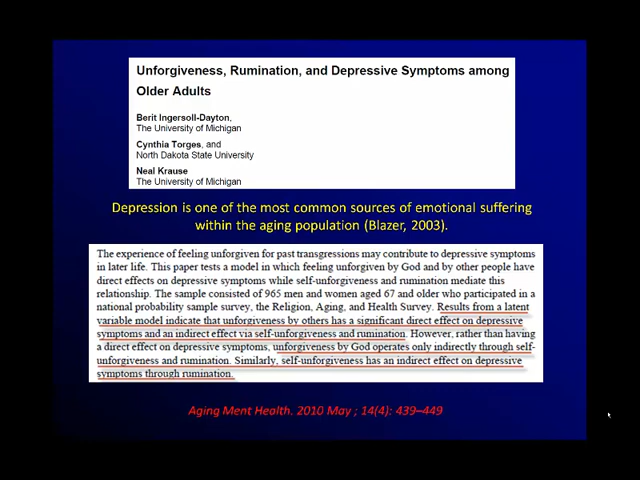 Unforgiveness, Rumination, and Depressive Symptoms among
Older Adults
Berit Ingersoll-Dayton,
The University of Michigan
Cynthia Torges, and
North Dakota State University
Neal Krause
The University of Michigan
Depression is one of the most common sources of emotional suffering
within the aging population (Blazer, 2003).
The experience of feeling unforgiven for past transgressions may contribute to depressive symptoms
in later life. This paper tests a model in which feeling unforgiven by God and by other people have
direct effects on depressive symptoms while self-unforgiveness and rumination mediate this
relationship. The sample consisted of 965 men and women aged 67 and older who participated in a
national probability sample survey, the Religion, Aging, and Health Survey. Results from a latent
variable model indicate that unforgiveness by others has a significant direct effect on depressive
symptoms and an indirect effect via self-unforgiveness and rumination. However, rather than having
a direct effect on depressive symptoms, unforgiveness by God operates only indirectly through self-
unforgiveness and rumination. Similarly, self-unforgiveness has an indirect effect on depressive
symptoms through rumination.
Aging Ment Health. 2010 May ; 14(4): 439–449